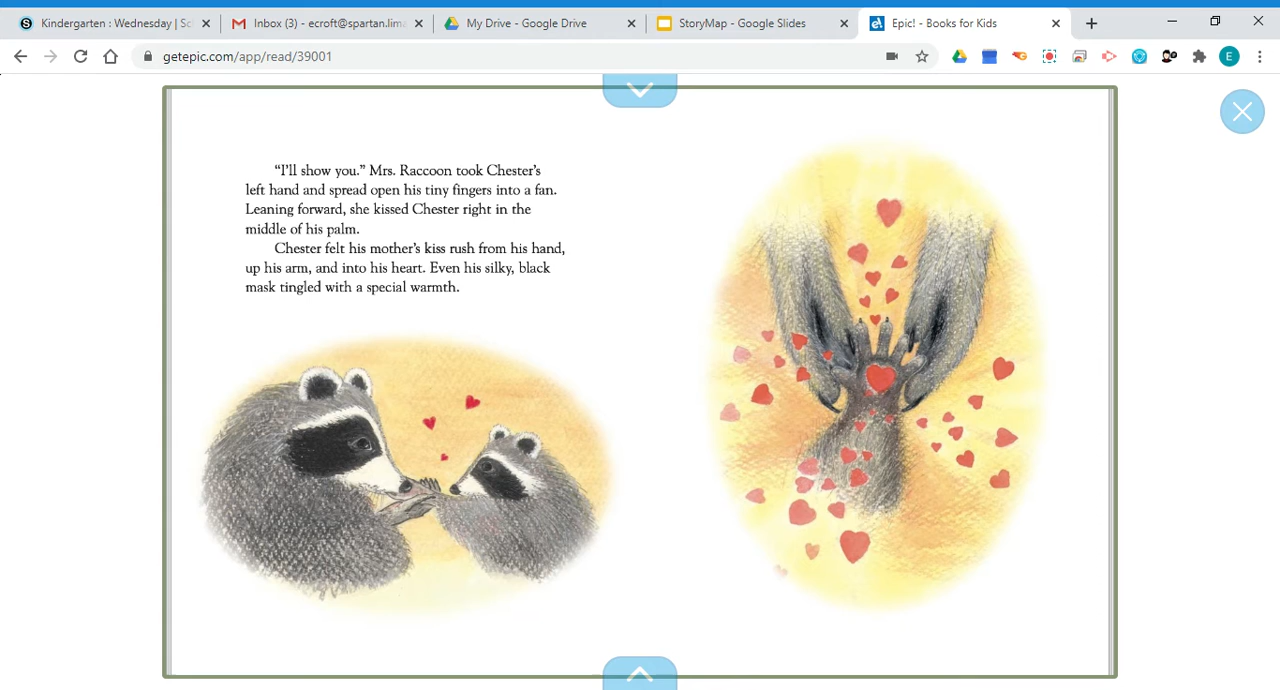 Kindergarten : Wednesday | Sc
Inbox (3) - ecroft@spartan.lima
My Drive - Google Drive
StoryMap - Google Slides
Epic! - Books for Kids
getepic.com/app/read/39001
E
“I’ll show you.” Mrs. Raccoon took Chester’s
left hand and spread open his tiny fingers into a fan.
Leaning forward, she kissed Chester right in the
middle of his palm.
Chester felt his mother’s kiss rush from his hand,
up his arm, and into his heart. Even his silky, black
mask tingled with a special warmth.